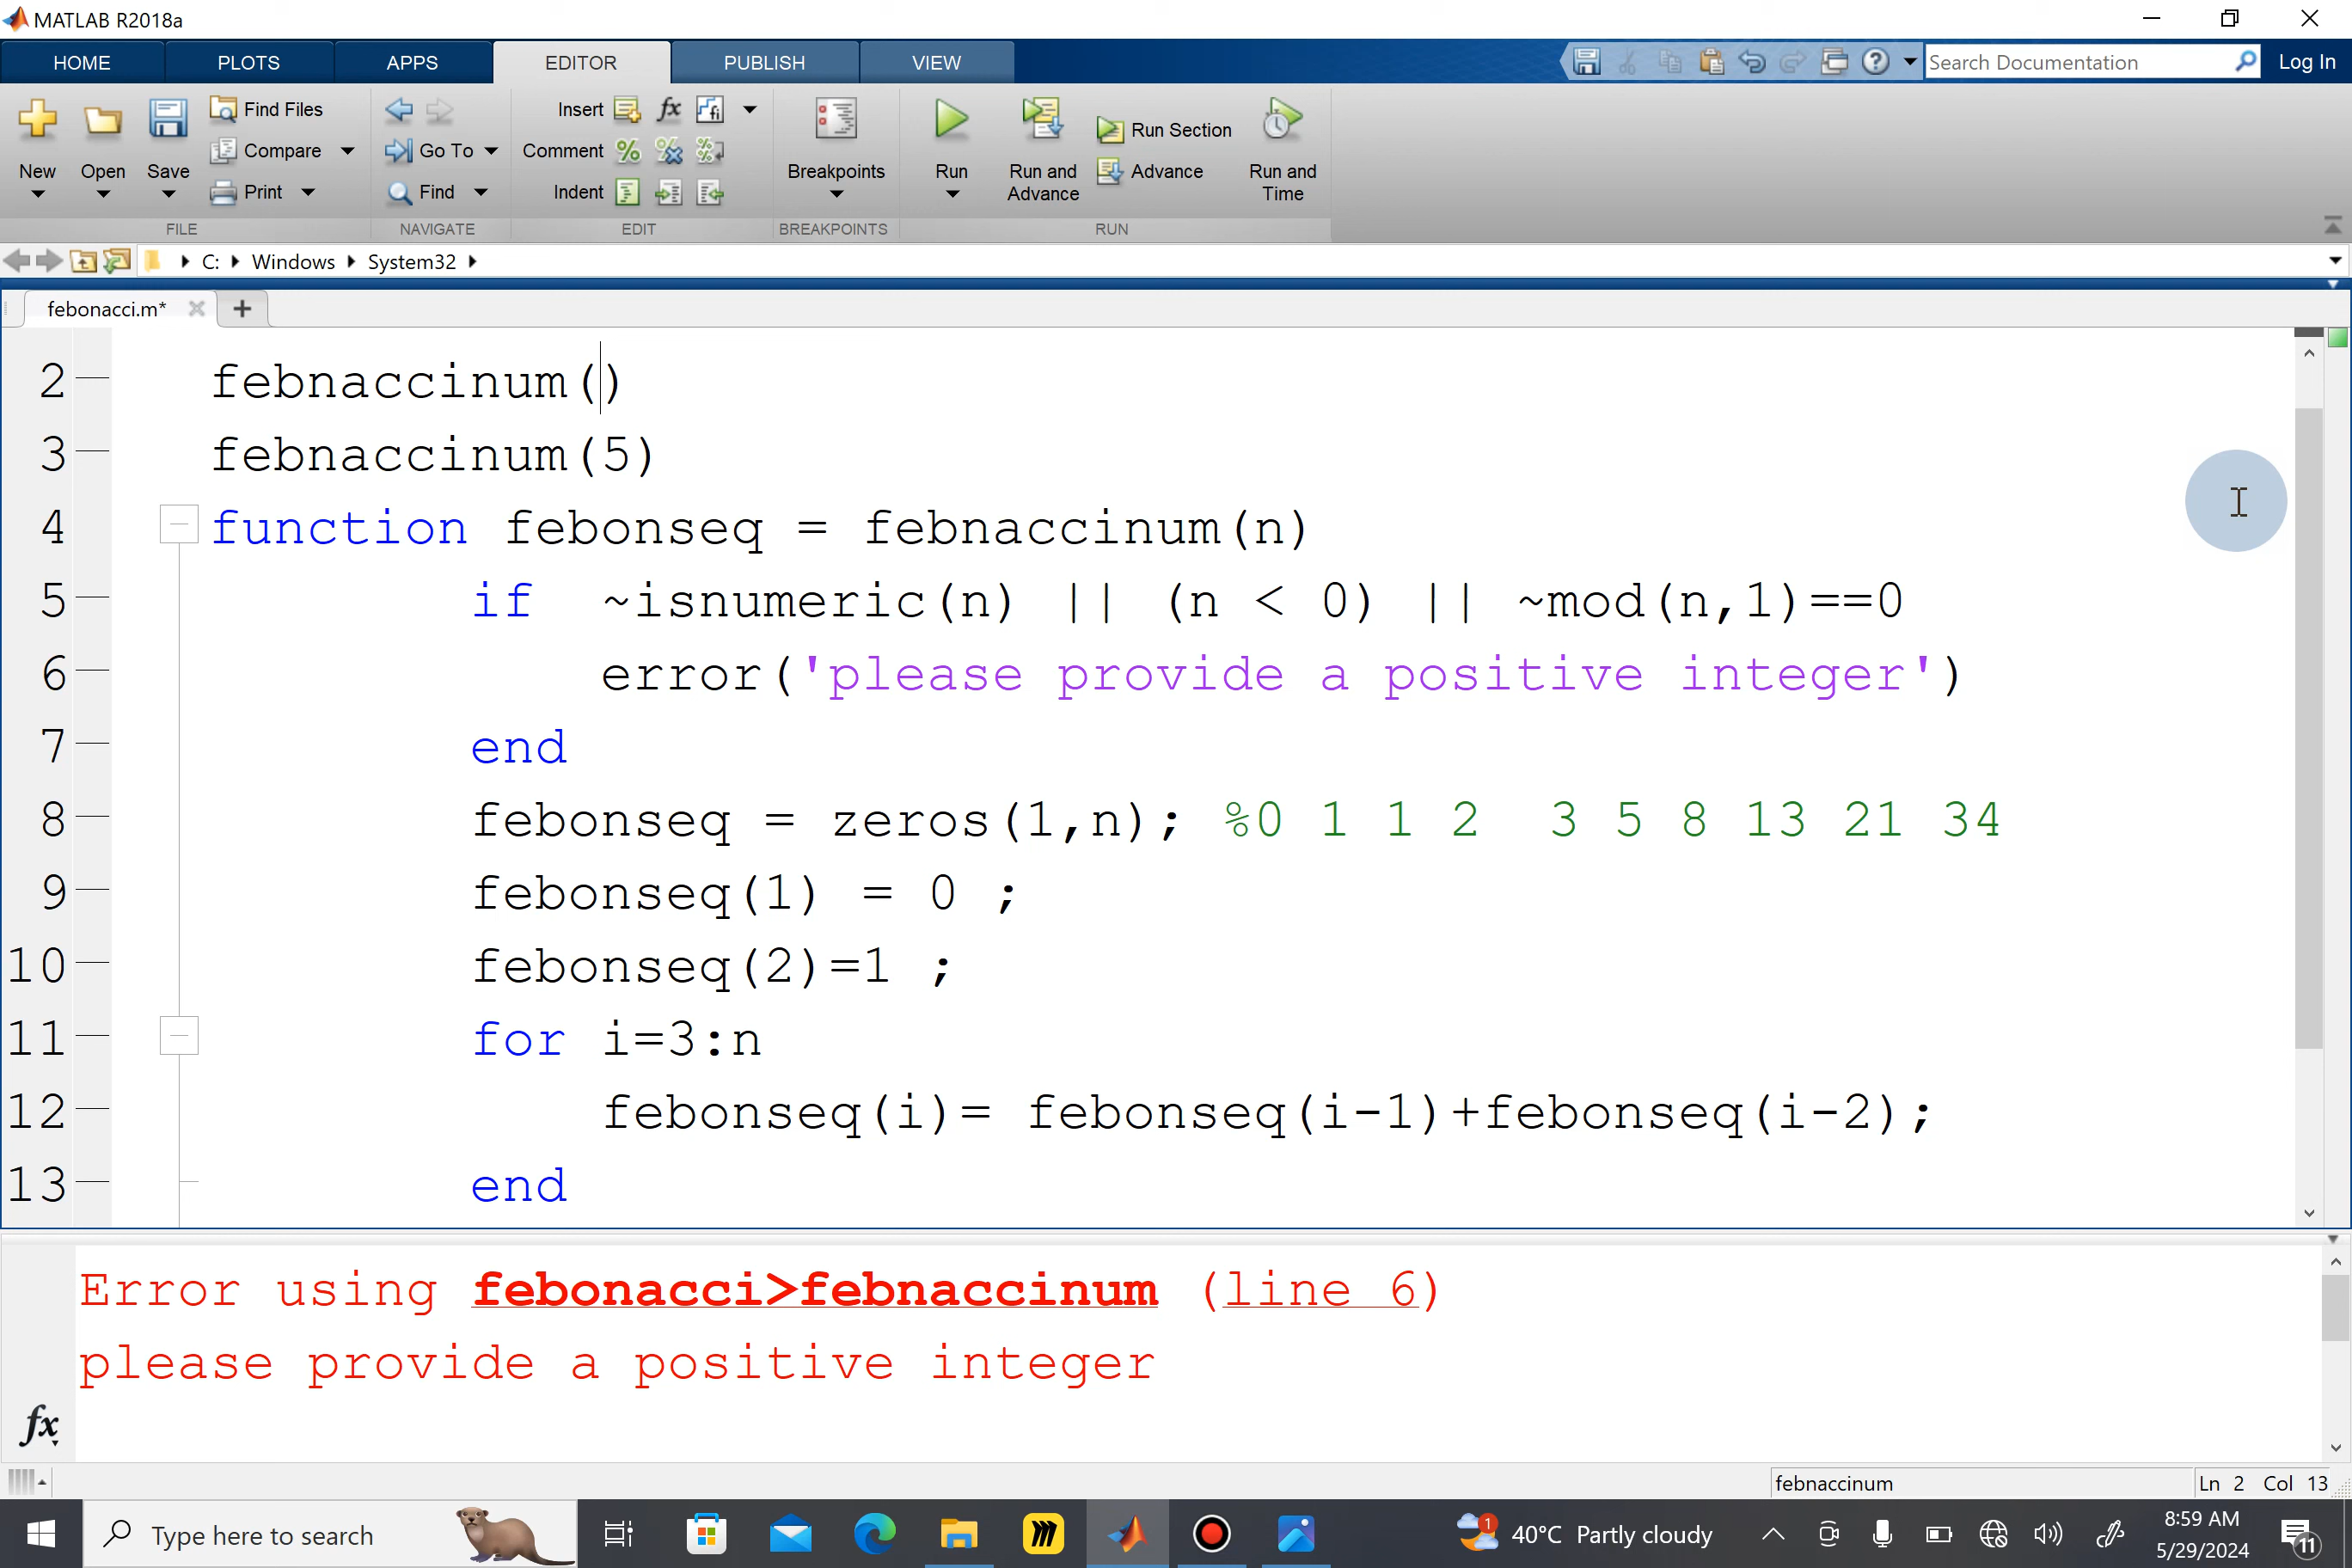 MATLAB R2018a
HOME PLOTS APPS EDITOR PUBLISH VIEW Search Documentation Log In
New Open Save Find Files Compare Print Go To Find Insert fx fi Comment % Indent Breakpoints Run Run and Advance Run Section Advance Run and Time
FILE NAVIGATE EDIT BREAKPOINTS RUN
C: Windows System32
febonacci.m*
2 febnaccinum()
3 febnaccinum(5)
4 function febonseq = febnaccinum(n)
5 if ~isnumeric(n) || (n < 0) || ~mod(n,1)==0
6 error('please provide a positive integer')
7 end
8 febonseq = zeros(1,n); %0 1 1 2 3 5 8 13 21 34
9 febonseq(1) = 0 ;
10 febonseq(2)=1 ;
11 for i=3:n
12 febonseq(i)= febonseq(i-1)+febonseq(i-2);
13 end
Error using febonacci>febnaccinum (line 6)
please provide a positive integer
fx
febnaccinum Ln 2 Col 13
Type here to search 1 40°C Partly cloudy 8:59 AM 11
5/29/2024